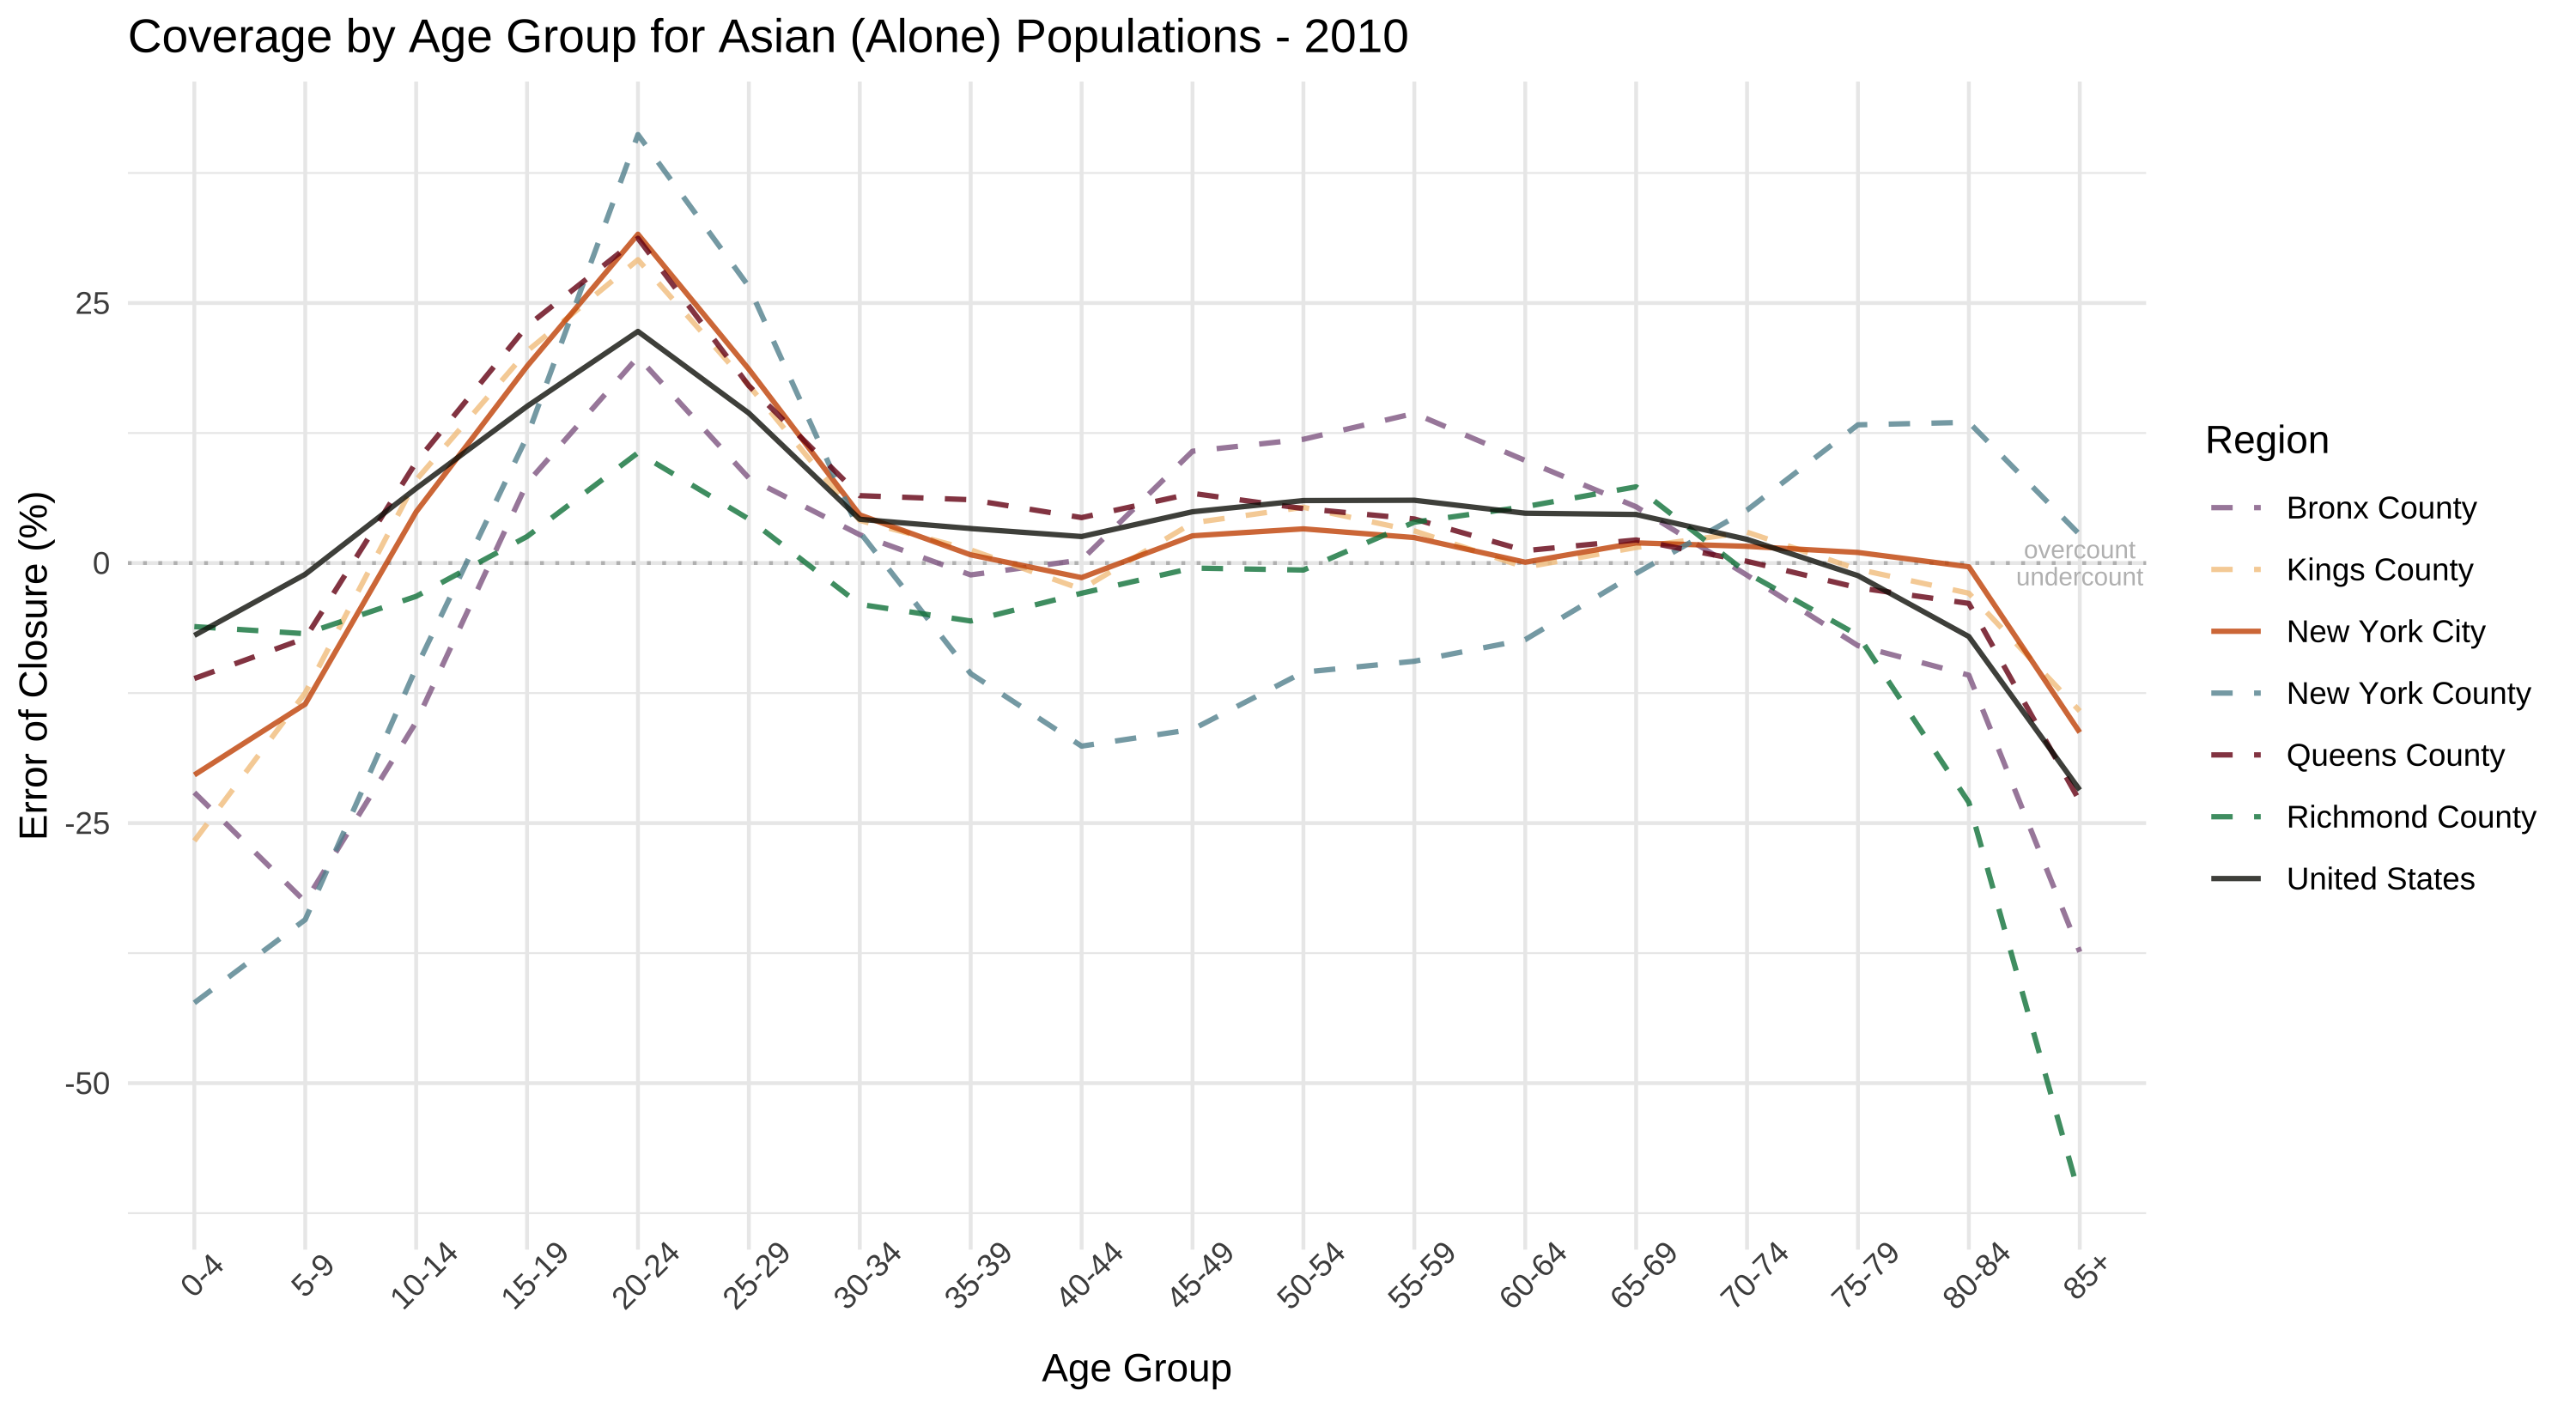 Coverage by Age Group for Asian (Alone) Populations - 2010
Error of Closure (%)
25
0
-25
-50
overcount
undercount
0-4
5-9
10-14
15-19
20-24
25-29
30-34
35-39
40-44
45-49
50-54
55-59
60-64
65-69
70-74
75-79
80-84
85+
Age Group
Region
Bronx County
Kings County
New York City
New York County
Queens County
Richmond County
United States